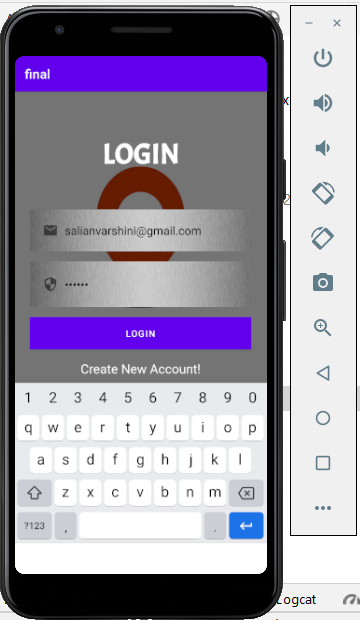 final
LOGIN
salianvarshini@gmail.com
••••••
LOGIN
Create New Account!
1 2 3 4 5 6 7 8 9 0
q w e r t y u i o p
a s d f g h j k l
z x c v b n m
?123 , .
Logcat